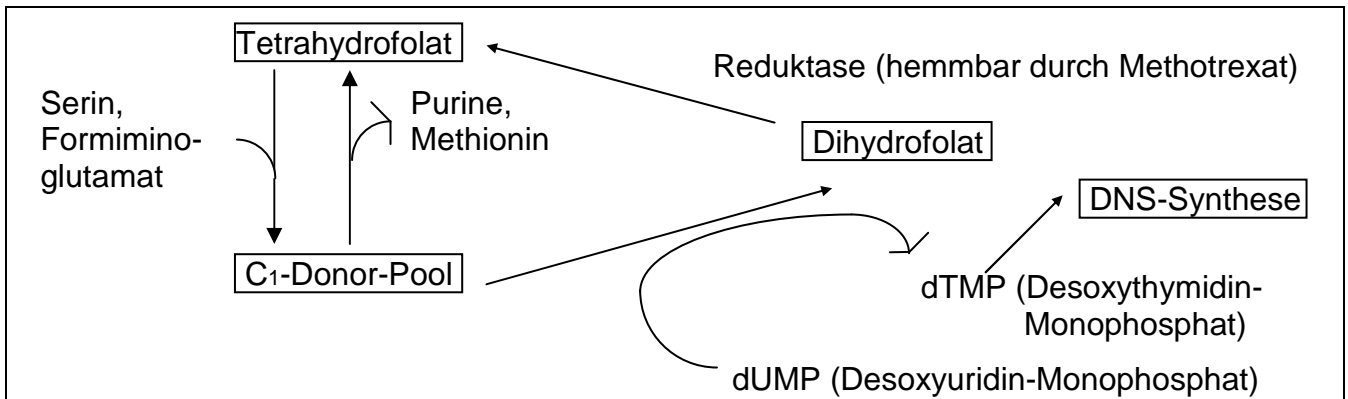 Tetrahydrofolat
Reduktase (hemmbar durch Methotrexat)
Serin,
Formimino-
glutamat
Purine,
Methionin
Dihydrofolat
DNS-Synthese
C1-Donor-Pool
dTMP (Desoxythymidin-
Monophosphat)
dUMP (Desoxyuridin-Monophosphat)